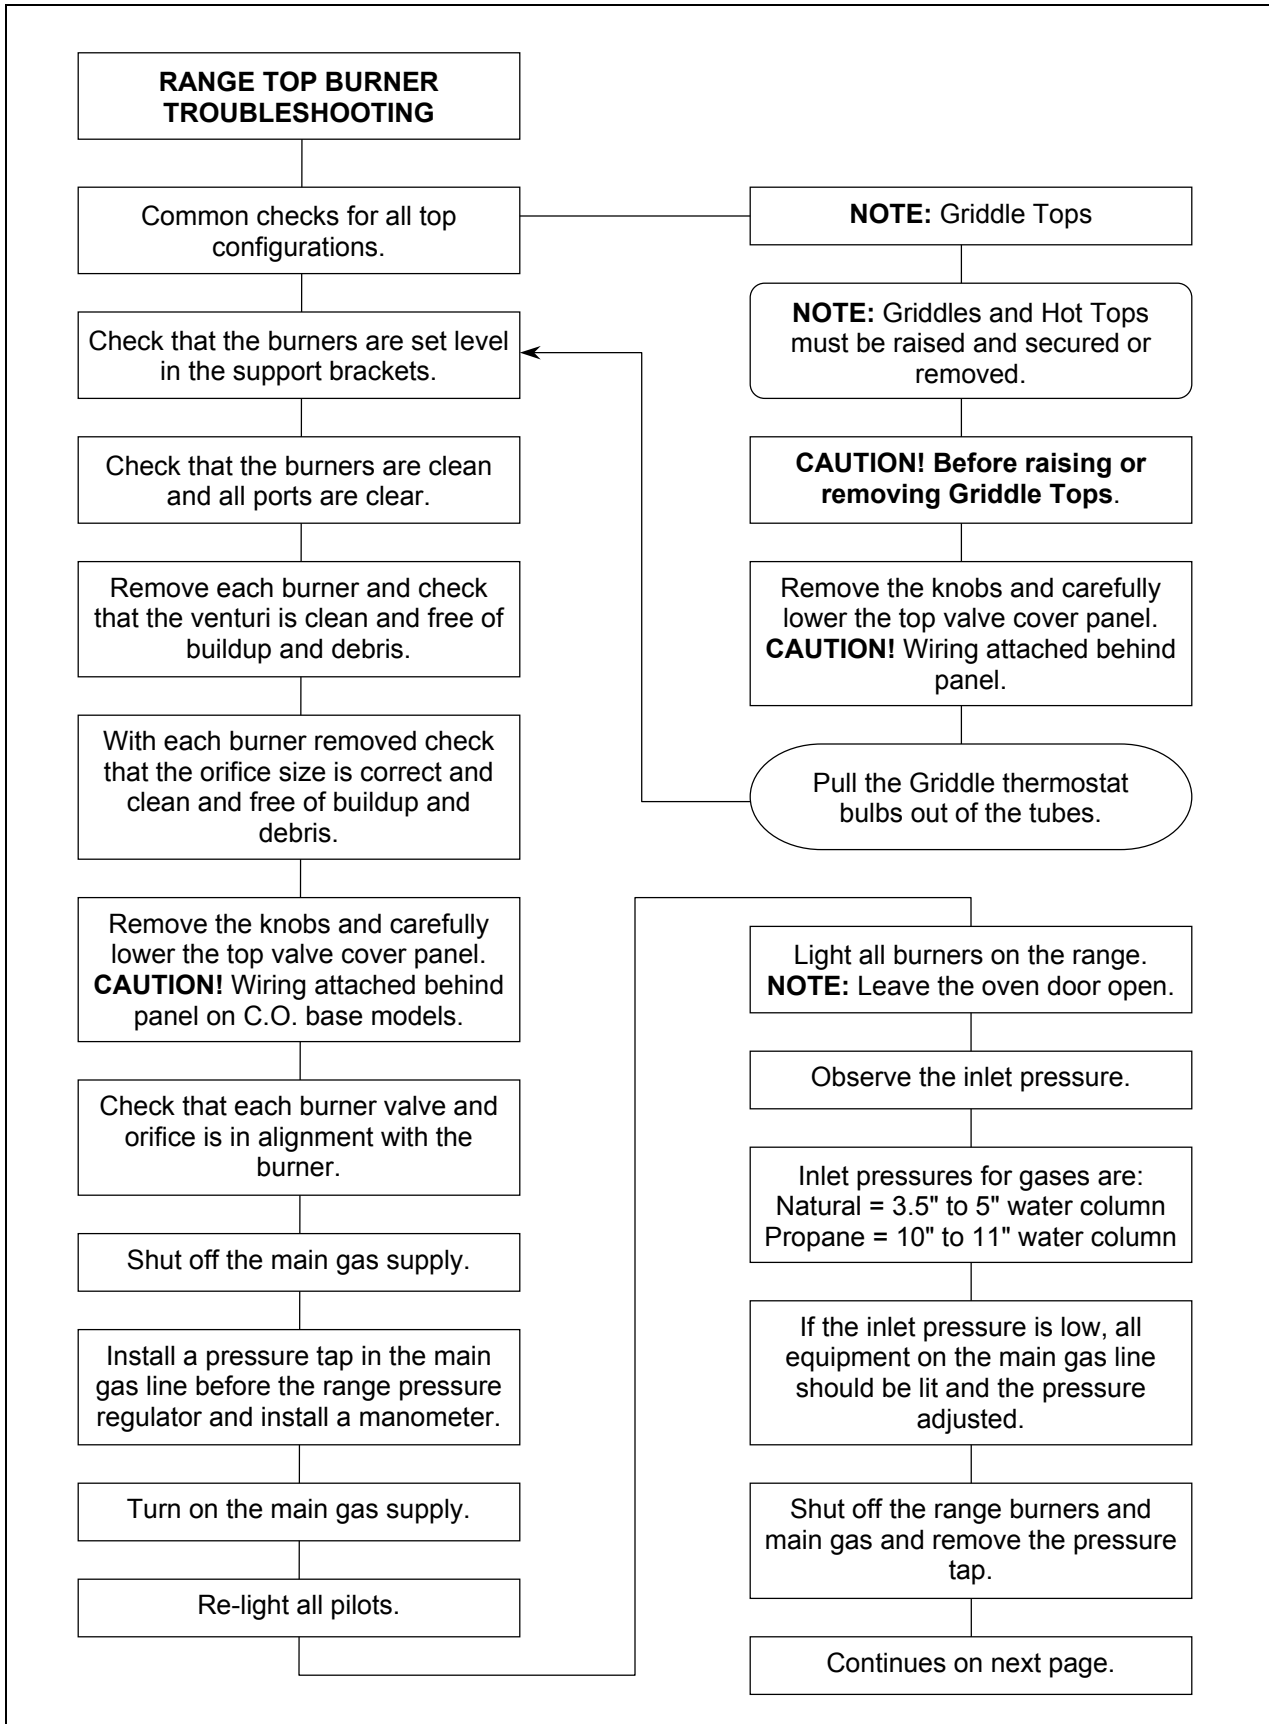 RANGE TOP BURNER
TROUBLESHOOTING
Common checks for all top
configurations.
Check that the burners are set level
in the support brackets.
Check that the burners are clean
and all ports are clear.
Remove each burner and check
that the venturi is clean and free of
buildup and debris.
With each burner removed check
that the orifice size is correct and
clean and free of buildup and
debris.
Remove the knobs and carefully
lower the top valve cover panel.
CAUTION! Wiring attached behind
panel on C.O. base models.
Check that each burner valve and
orifice is in alignment with the
burner.
Shut off the main gas supply.
Install a pressure tap in the main
gas line before the range pressure
regulator and install a manometer.
Turn on the main gas supply.
Re-light all pilots.
NOTE: Griddle Tops
NOTE: Griddles and Hot Tops
must be raised and secured or
removed.
CAUTION! Before raising or
removing Griddle Tops.
Remove the knobs and carefully
lower the top valve cover panel.
CAUTION! Wiring attached behind
panel.
Pull the Griddle thermostat
bulbs out of the tubes.
Light all burners on the range.
NOTE: Leave the oven door open.
Observe the inlet pressure.
Inlet pressures for gases are:
Natural = 3.5" to 5" water column
Propane = 10" to 11" water column
If the inlet pressure is low, all
equipment on the main gas line
should be lit and the pressure
adjusted.
Shut off the range burners and
main gas and remove the pressure
tap.
Continues on next page.